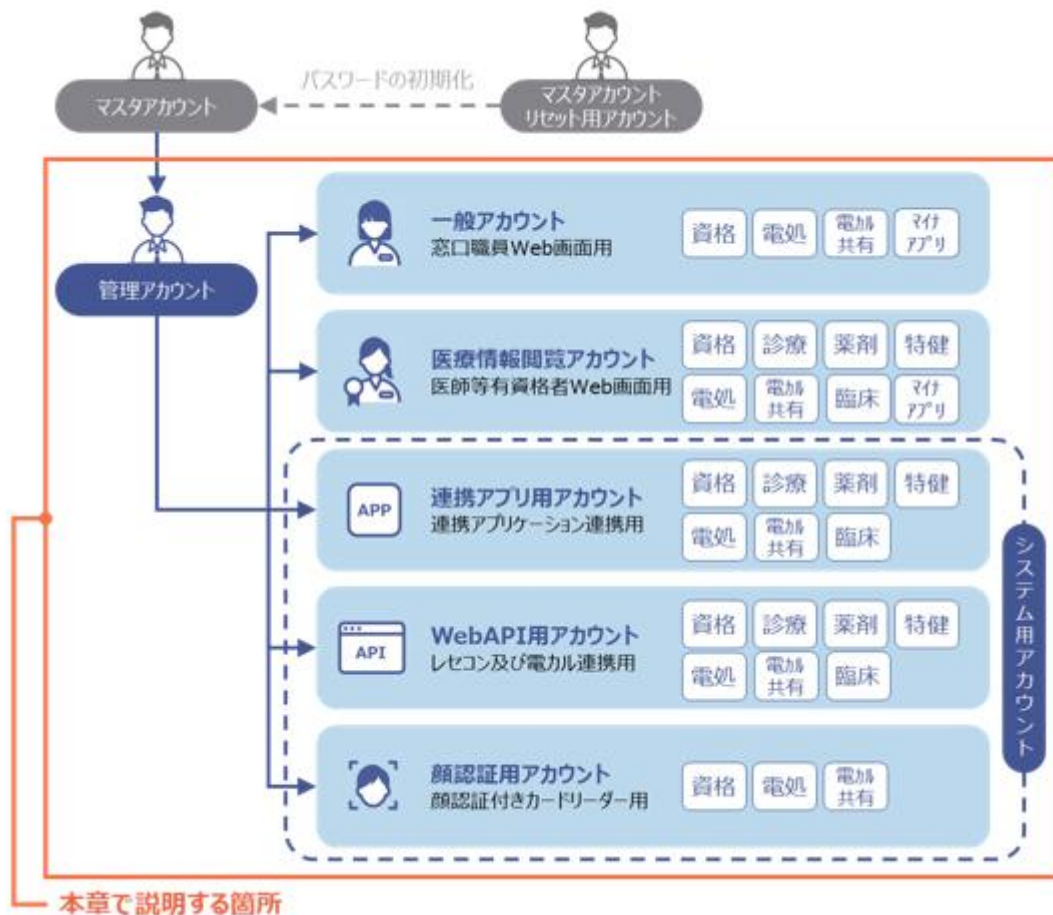 パスワードの初期化
マスタアカウント
マスタアカウント
リセット用アカウント
管理アカウント
一般アカウント
窓口職員Web画面用
資格 電処 電カル共有 マイナアプリ
医療情報閲覧アカウント
医師等有資格者Web画面用
資格 診療 薬剤 特健
電処 電カル共有 臨床 マイナアプリ
連携アプリ用アカウント
連携アプリケーション連携用
APP
資格 診療 薬剤 特健
電処 電カル共有 臨床
WebAPI用アカウント
レセコン及び電カル連携用
API
資格 診療 薬剤 特健
電処 電カル共有 臨床
顔認証用アカウント
顔認証付きカードリーダー用
資格 電処 電カル共有
システム用アカウント
本章で説明する箇所